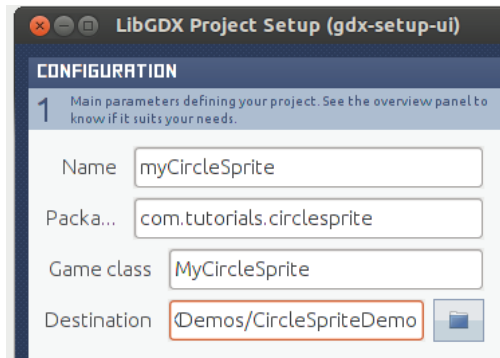 LibGDX Project Setup (gdx-setup-ui)
CONFIGURATION
1 Main parameters defining your project. See the overview panel to
know if it suits your needs.
Name myCircleSprite
Packa... com.tutorials.circlesprite
Game class MyCircleSprite
Destination Demos/CircleSpriteDemo